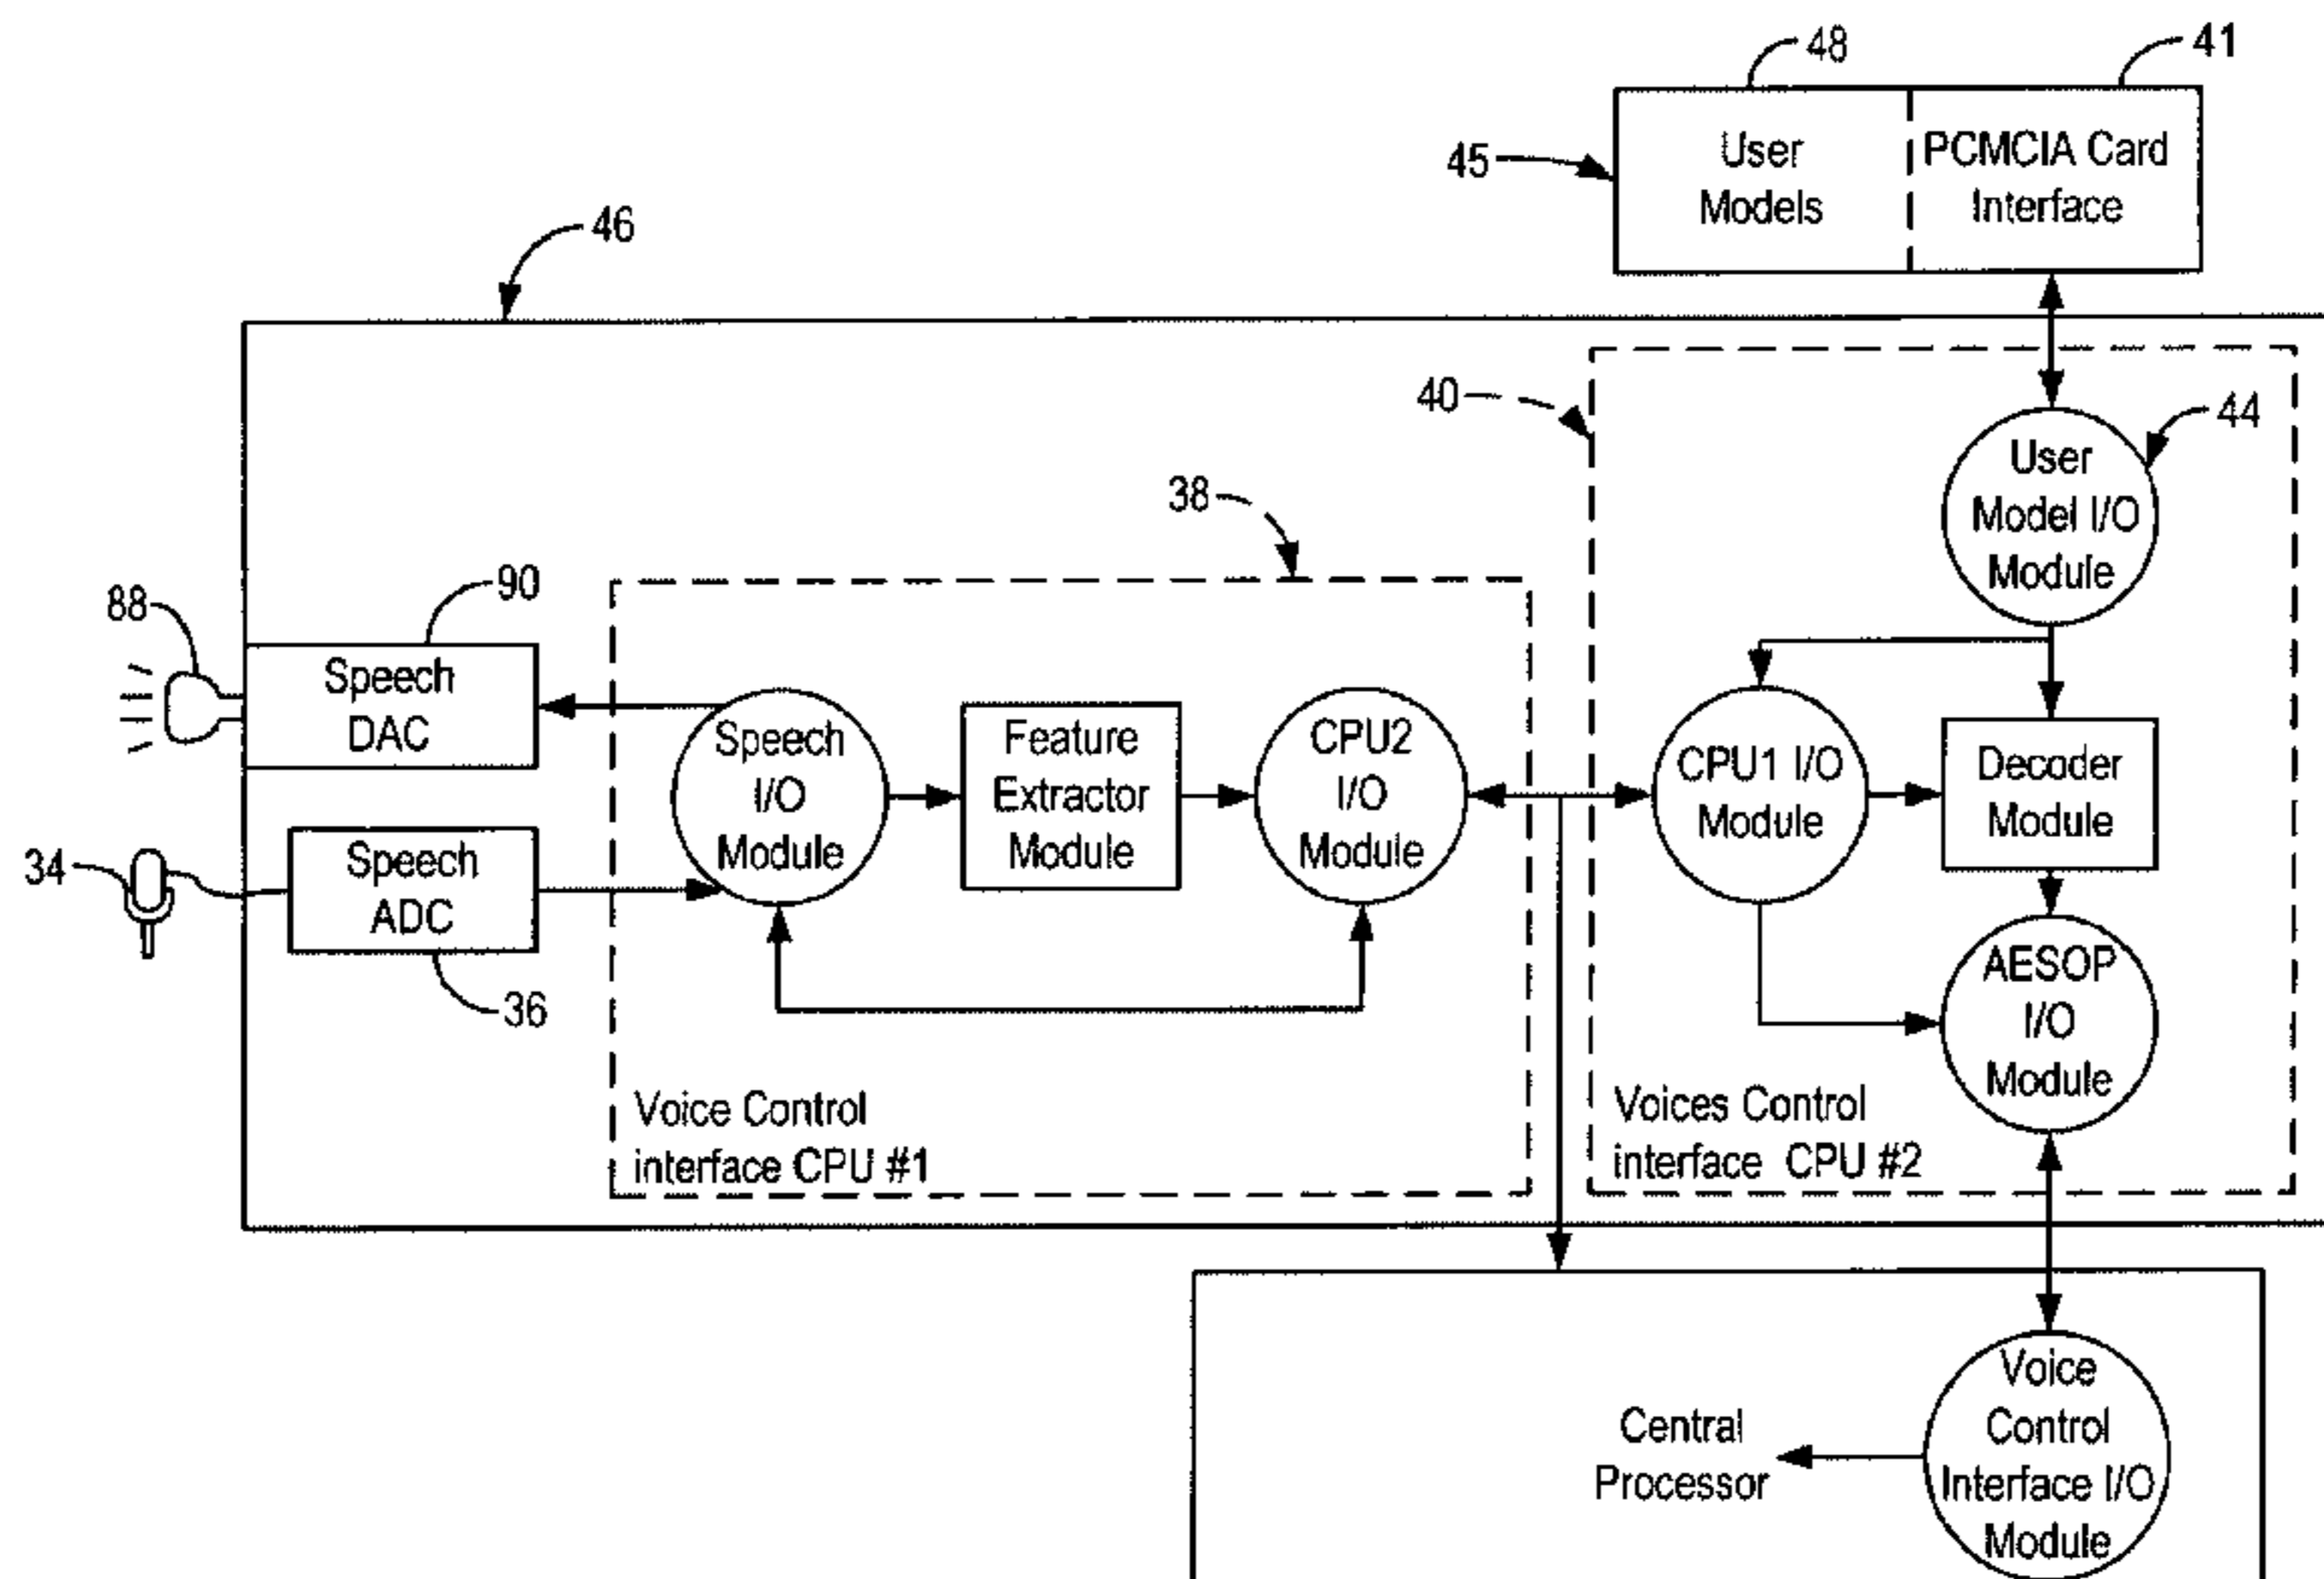 48
41
45
User
Models
PCMCIA Card
Interface
46
40
44
User
Model I/O
Module
38
88
90
Speech
DAC
Speech
I/O
Module
Feature
Extractor
Module
CPU2
I/O
Module
CPU1 I/O
Module
Decoder
Module
34
Speech
ADC
36
AESOP
I/O
Module
Voice Control
interface CPU #1
Voices Control
interface CPU #2
Central
Processor
Voice
Control
Interface I/O
Module